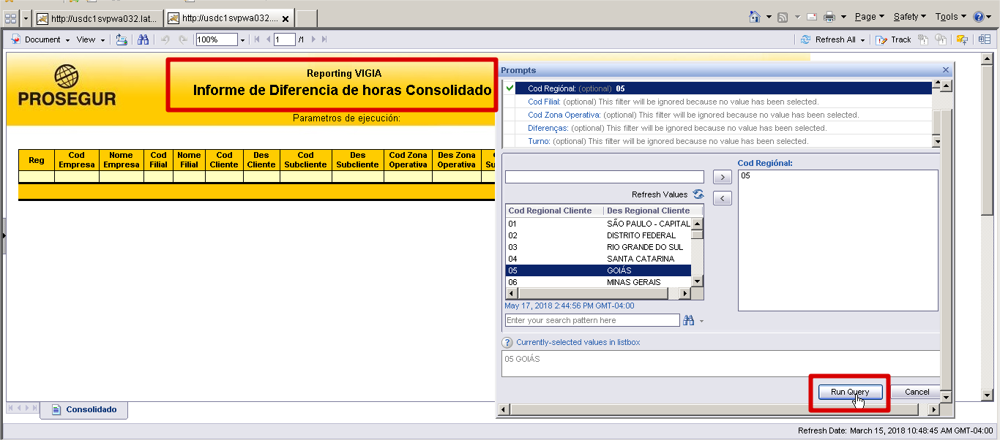 http://usdc1svpwa032.lat...
http://usdc1svpwa032....
Page
Safety
Tools
Document
View
100%
1
/1
Refresh All
Track
PROSEGUR
Reporting VIGIA
Informe de Diferencia de horas Consolidado
Parametros de ejecución:
Reg
Cod Empresa
Nome Empresa
Cod Filial
Nome Filial
Cod Cliente
Des Cliente
Cod Subcliente
Des Subcliente
Cod Zona Operativa
Des Zona Operativa
Prompts
Cod Regiónal: (optional) 05
Cod Filial: (optional) This filter will be ignored because no value has been selected.
Cod Zona Operativa: (optional) This filter will be ignored because no value has been selected.
Diferenças: (optional) This filter will be ignored because no value has been selected.
Turno: (optional) This filter will be ignored because no value has been selected.
Cod Regiónal:
05
Refresh Values
Cod Regional Cliente Des Regional Cliente
01 SÃO PAULO - CAPITAL
02 DISTRITO FEDERAL
03 RIO GRANDE DO SUL
04 SANTA CATARINA
05 GOIÁS
06 MINAS GERAIS
May 17, 2018 2:44:56 PM GMT-04:00
Enter your search pattern here
Currently-selected values in listbox
05 GOIÁS
Run Query
Cancel
Consolidado
Refresh Date: March 15, 2018 10:48:45 AM GMT-04:00